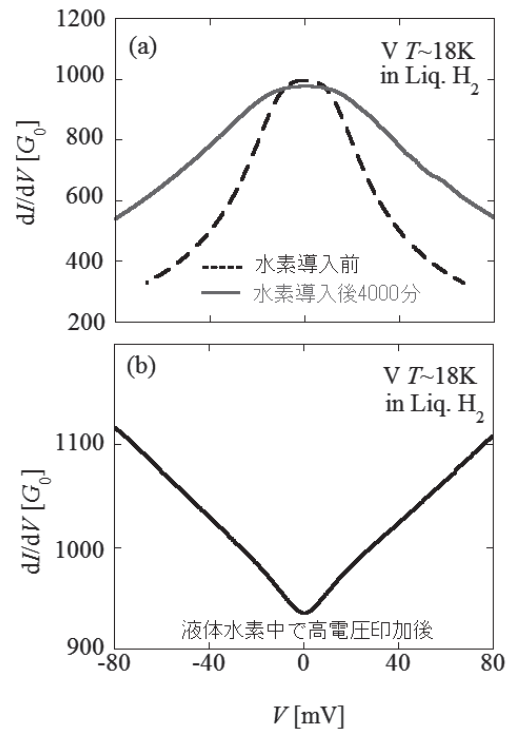 1200
(a)
V T~18K
in Liq. H₂
1000
800
600
400
200
dI/dV [G₀]
水素導入前
水素導入後4000分
(b)
V T~18K
in Liq. H₂
1100
1000
900
dI/dV [G₀]
液体水素中で高電圧印加後
-80 -40 0 40 80
V [mV]